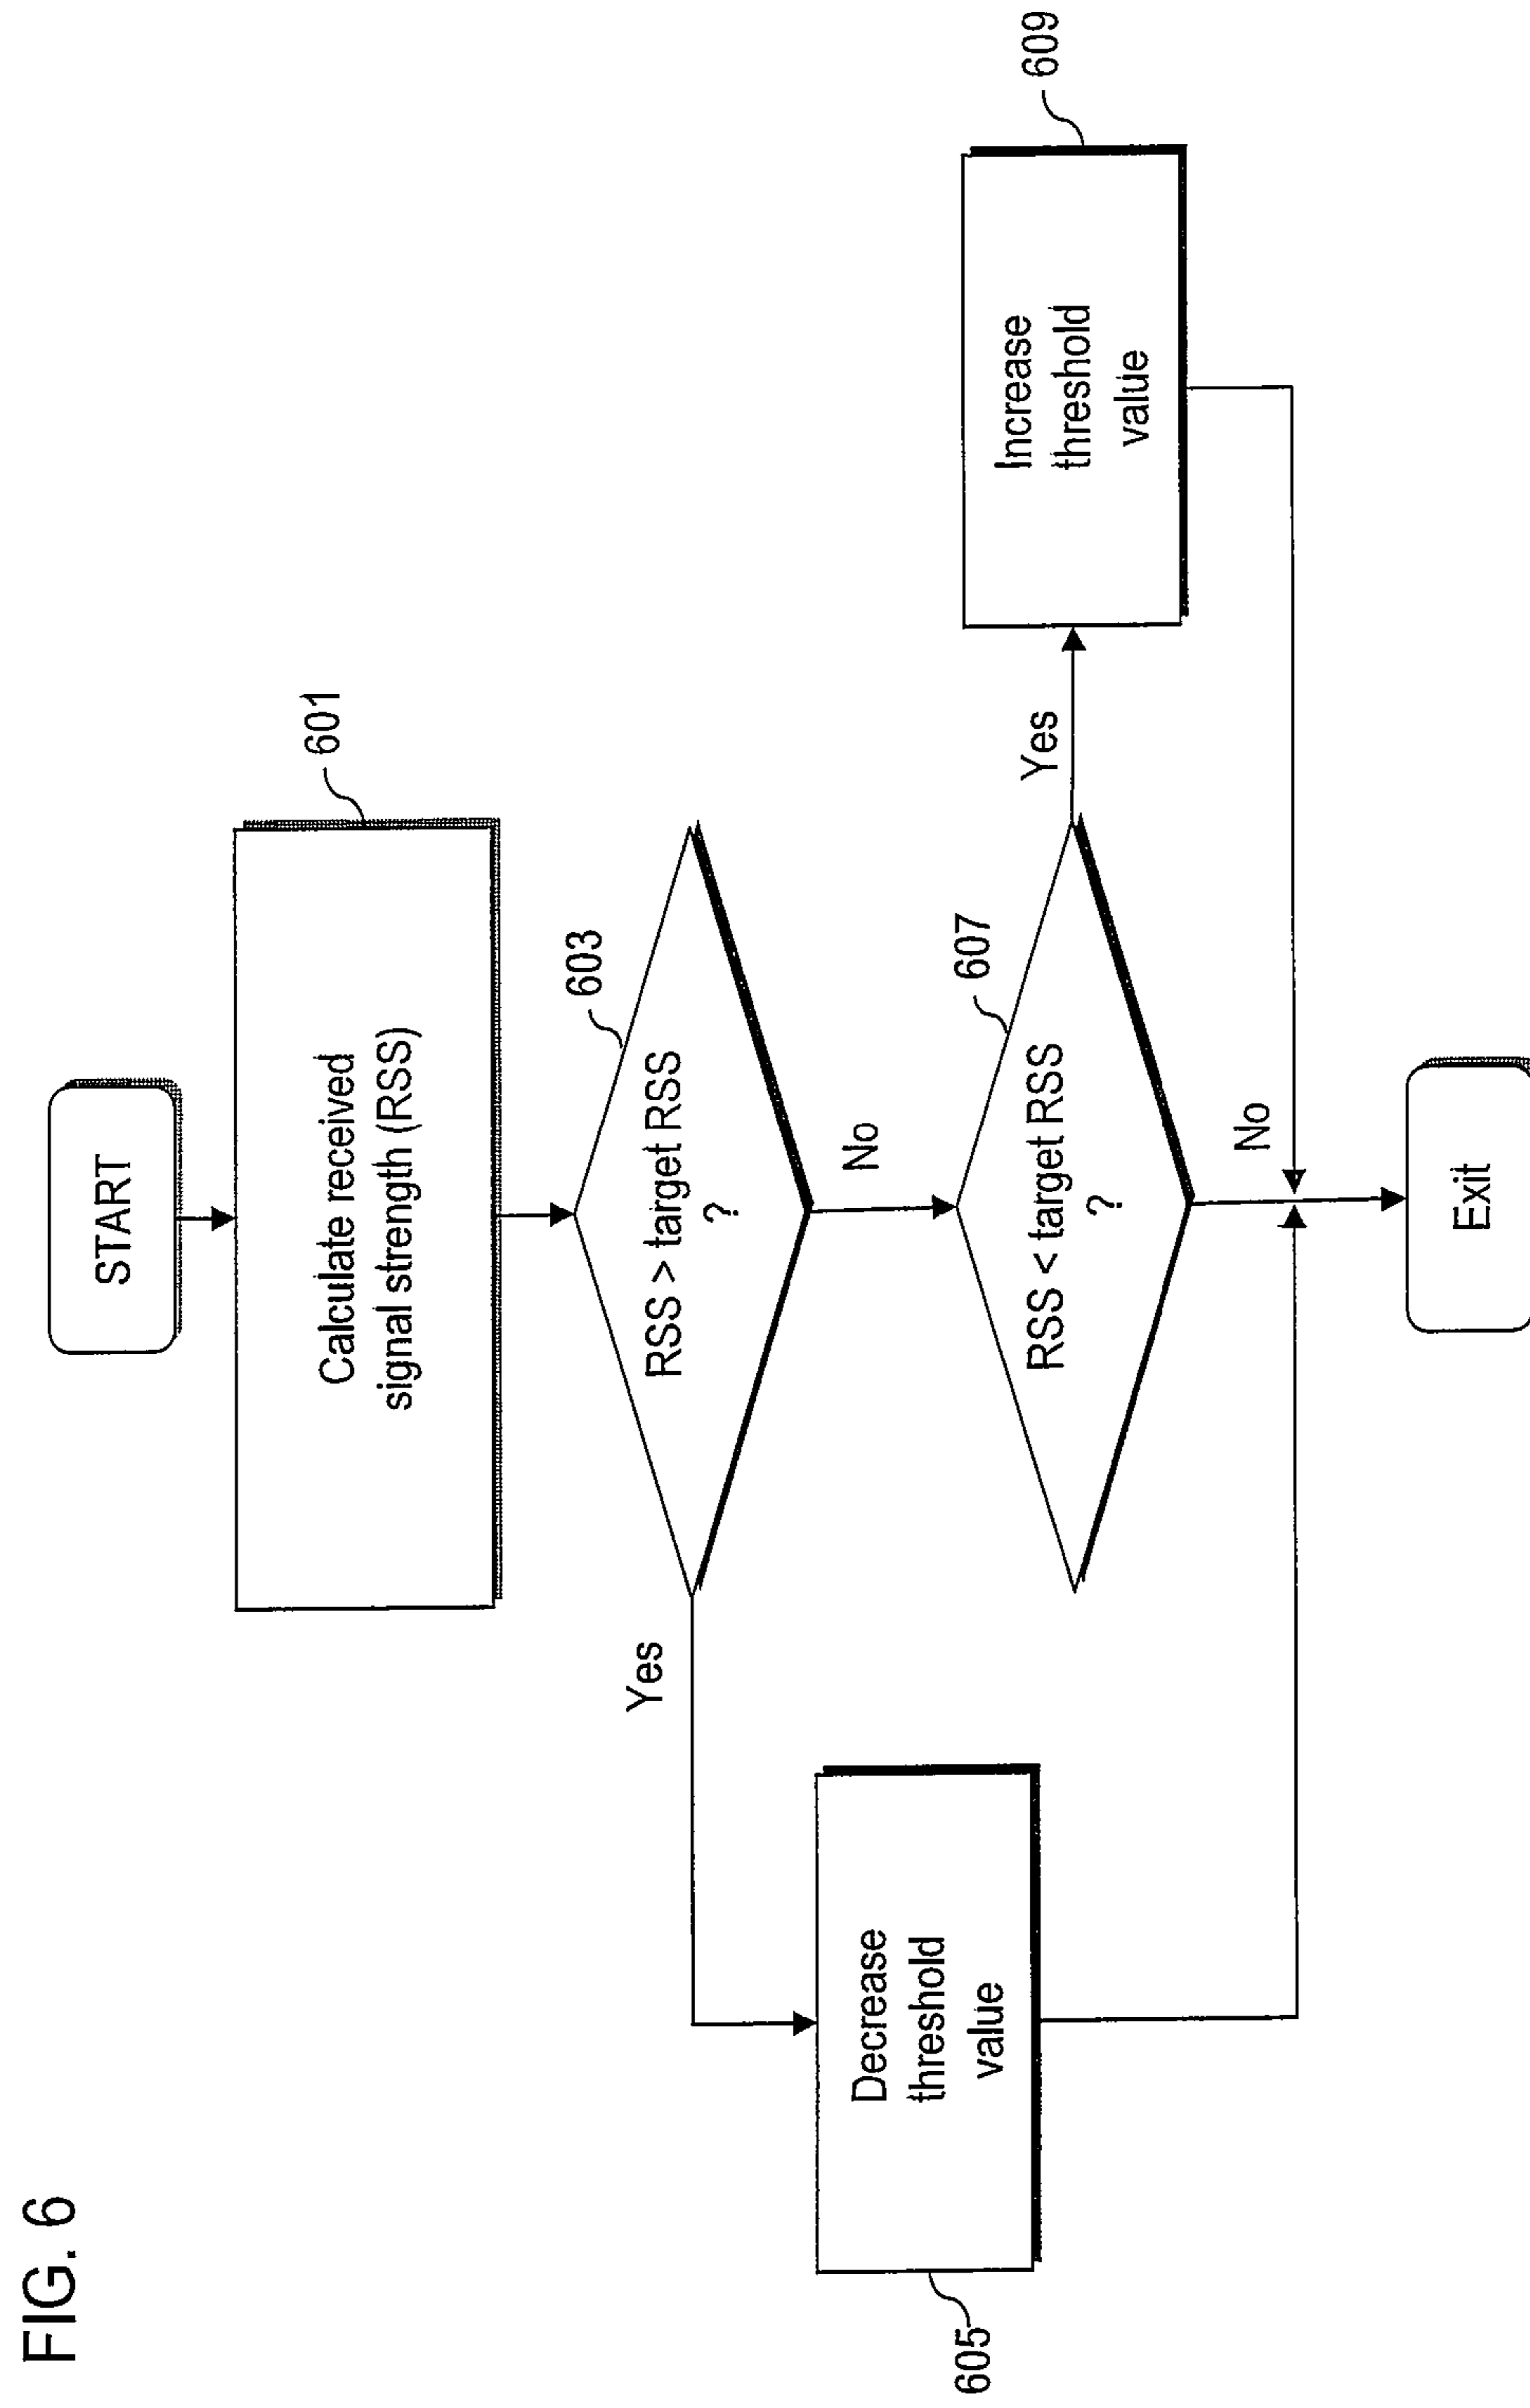 FIG. 6
START
Calculate received
signal strength (RSS)
601
RSS > target RSS
?
603
Yes
No
Decrease
threshold
value
605
RSS < target RSS
?
607
Yes
No
Increase
threshold
value
609
Exit